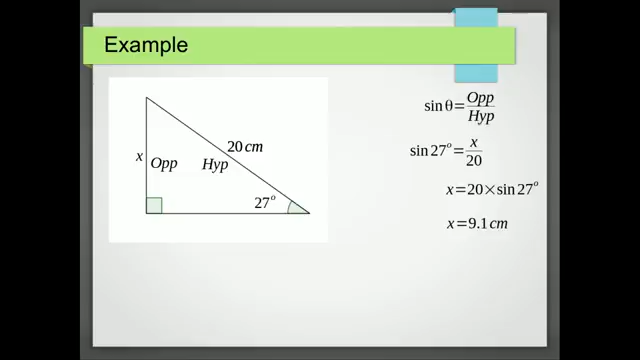 Example
20 cm
x
Opp
Hyp
27°
sin θ = Opp/Hyp
sin 27° = x/20
x = 20 × sin 27°
x = 9.1 cm